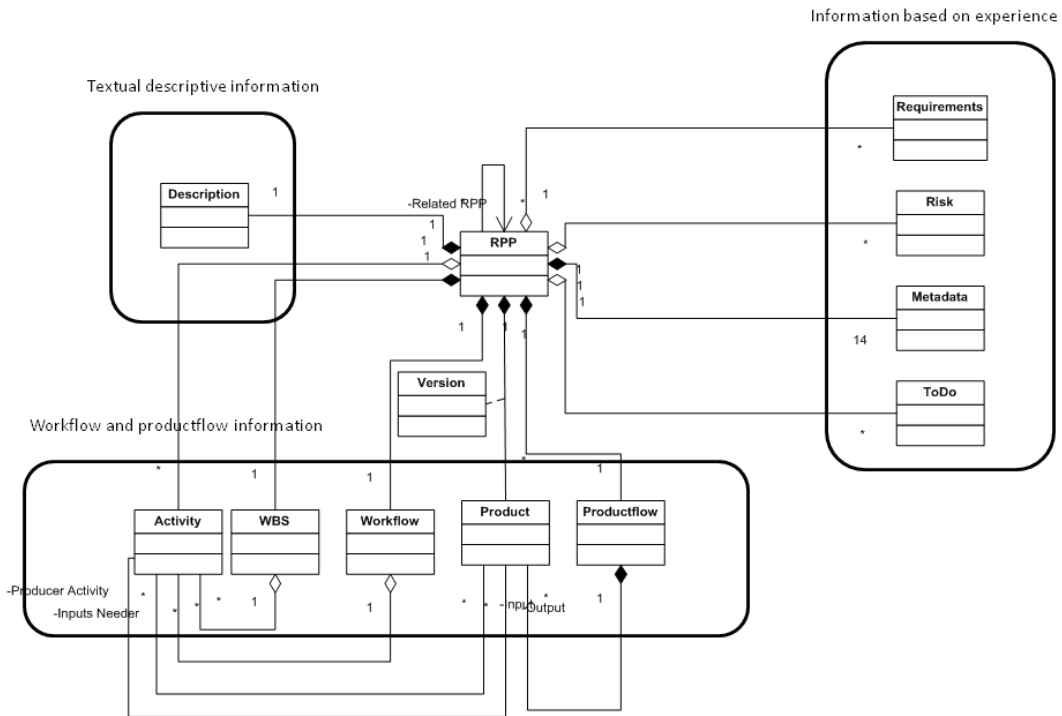 Information based on experience
Textual descriptive information
Requirements
*
1
*
1
Description
-Related RPP
*
Risk
*
1
1
1
RPP
1
1
1
Metadata
14
1
1
1
Version
ToDo
*
Workflow and productflow information
*
1
1
*
1
Activity
WBS
Workflow
Product
Productflow
-Producer Activity
-Inputs Needer
*
*
*
*
1
1
*
*
-Input
-Output
*
1